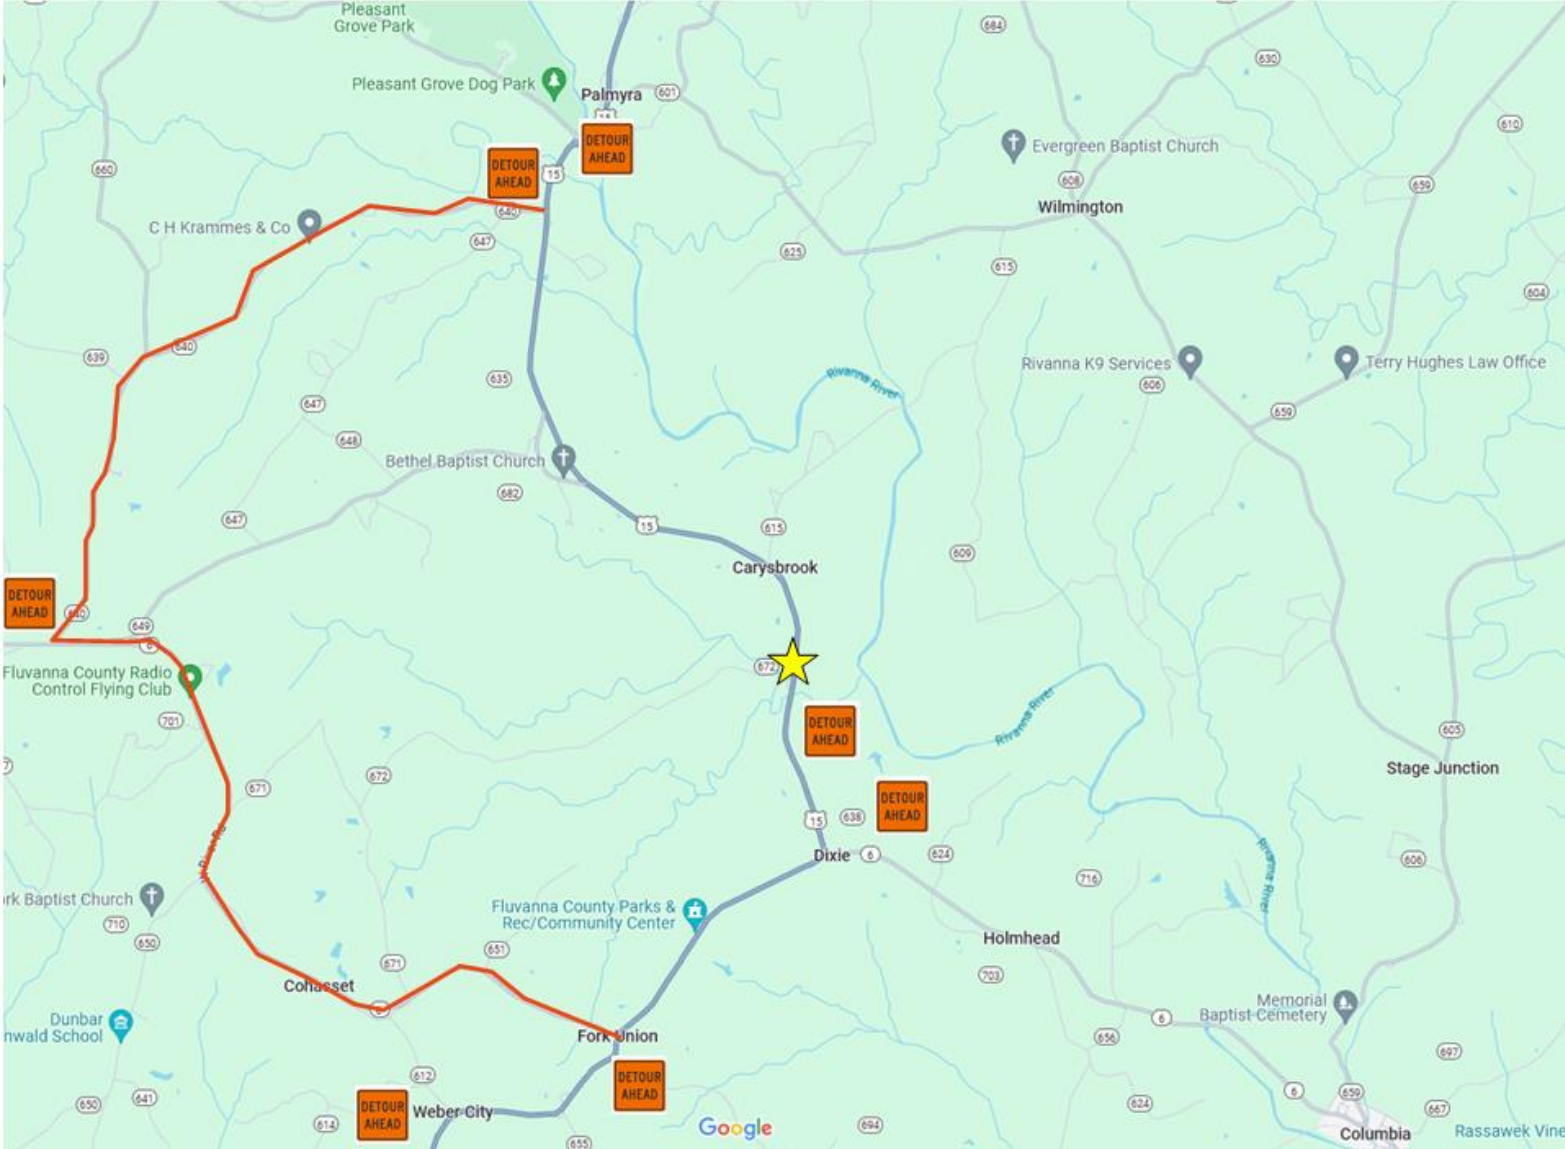 Pleasant
Grove Park
684
630
Pleasant Grove Dog Park
Palmyra
601
15
610
DETOUR
AHEAD
DETOUR
AHEAD
15
Evergreen Baptist Church
660
608
659
Wilmington
640
C H Krammes & Co
647
625
615
604
639
640
Rivanna K9 Services
Terry Hughes Law Office
635
Rivanna River
606
647
659
648
Bethel Baptist Church
682
647
15
615
609
Carysbrook
DETOUR
AHEAD
640
649
6
672
Fluvanna County Radio
Control Flying Club
701
DETOUR
AHEAD
Rivanna River
605
7
672
671
Stage Junction
DETOUR
AHEAD
15
638
W River Rd
Dixie
6
624
606
716
Rivanna River
rk Baptist Church
Fluvanna County Parks &
Rec/Community Center
710
650
Holmhead
651
671
703
Cohasset
Memorial
Baptist Cemetery
Dunbar
nwald School
6
Fork Union
656
697
612
DETOUR
AHEAD
650
641
DETOUR
AHEAD
Weber City
6
659
624
667
614
Google
694
655
Columbia
Rassawek Vine